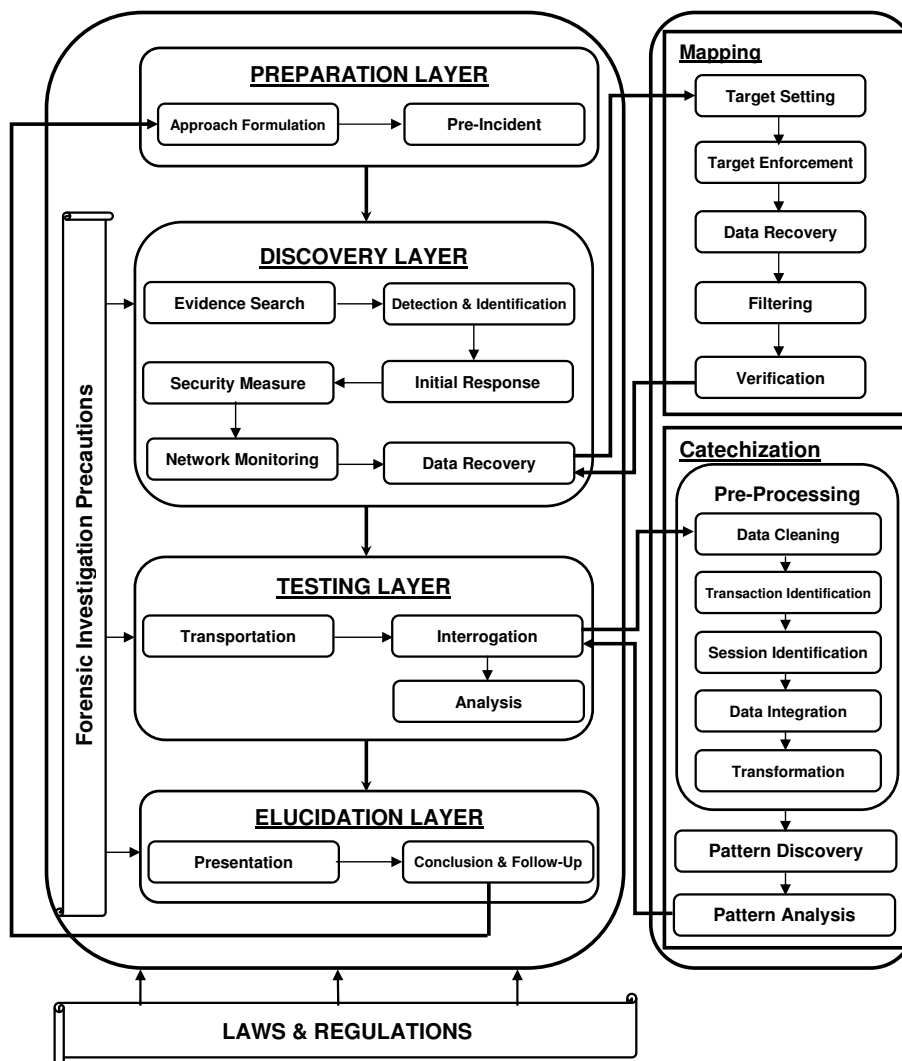 PREPARATION LAYER
Approach Formulation
Pre-Incident
Forensic Investigation Precautions
DISCOVERY LAYER
Evidence Search
Detection & Identification
Initial Response
Security Measure
Network Monitoring
Data Recovery
TESTING LAYER
Transportation
Interrogation
Analysis
ELUCIDATION LAYER
Presentation
Conclusion & Follow-Up
LAWS & REGULATIONS
Mapping
Target Setting
Target Enforcement
Data Recovery
Filtering
Verification
Catechization
Pre-Processing
Data Cleaning
Transaction Identification
Session Identification
Data Integration
Transformation
Pattern Discovery
Pattern Analysis